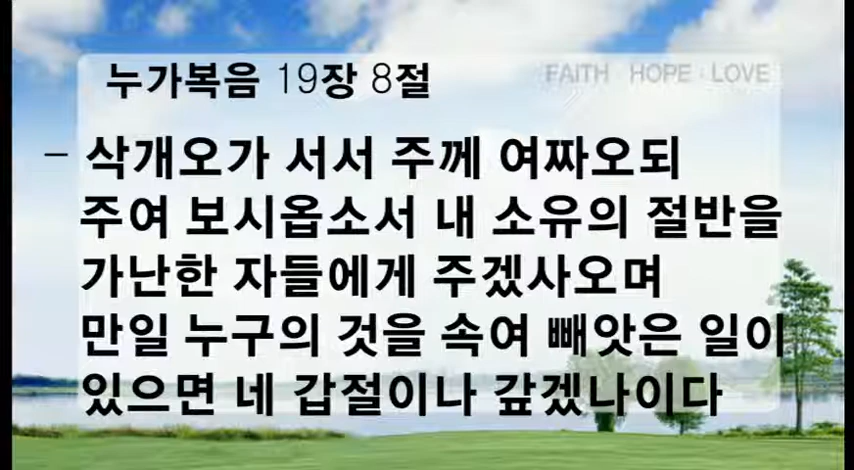 누가복음 19장 8절
FAITH HOPE LOVE
- 삭개오가 서서 주께 여짜오되
주여 보시옵소서 내 소유의 절반을
가난한 자들에게 주겠사오며
만일 누구의 것을 속여 빼앗은 일이
있으면 네 갑절이나 갚겠나이다